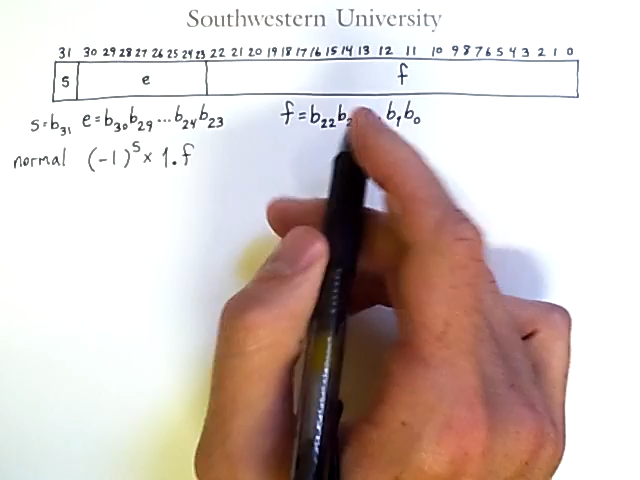 Southwestern University
31 30 29 28 27 26 25 24 23 22 21 20 19 18 17 16 15 14 13 12 11 10 9 8 7 6 5 4 3 2 1 0
s e f
s=b31 e=b30b29...b24b23 f=b22b2 b1b0
normal (-1)^s × 1.f